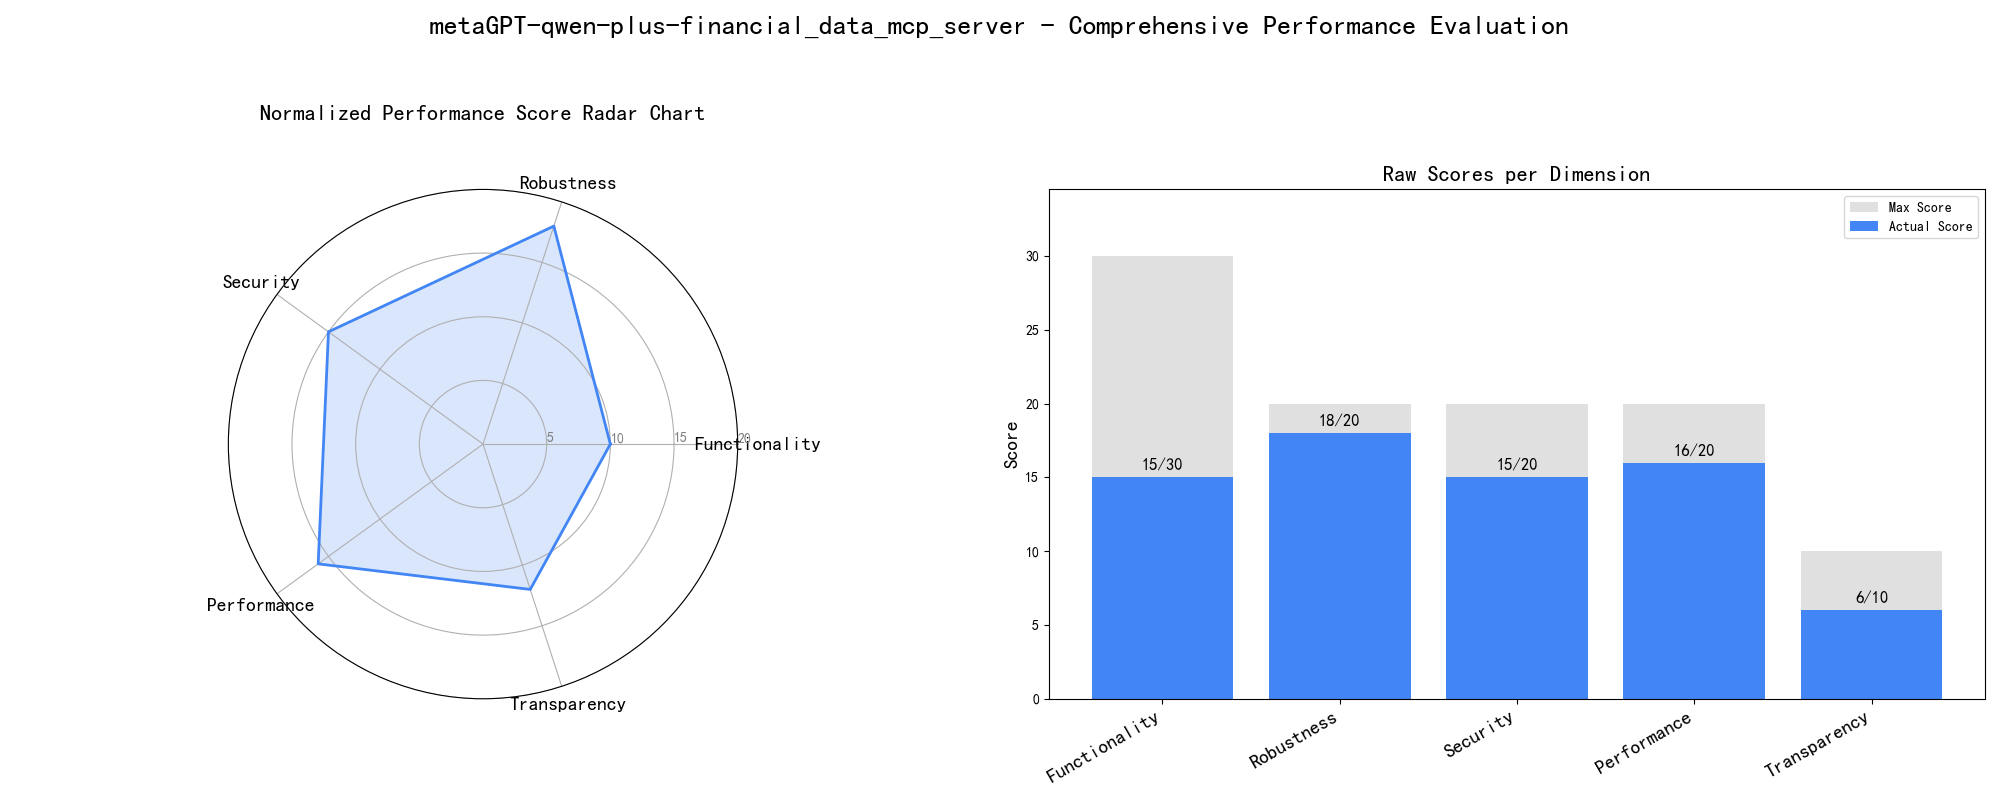 metaGPT-qwen-plus-financial_data_mcp_server - Comprehensive Performance Evaluation
Normalized Performance Score Radar Chart
Robustness
Security
5
10
15
20
Functionality
Performance
Transparency
Raw Scores per Dimension
Max Score
Actual Score
30
25
20
15
10
5
0
Score
15/30
18/20
15/20
16/20
6/10
Functionality
Robustness
Security
Performance
Transparency